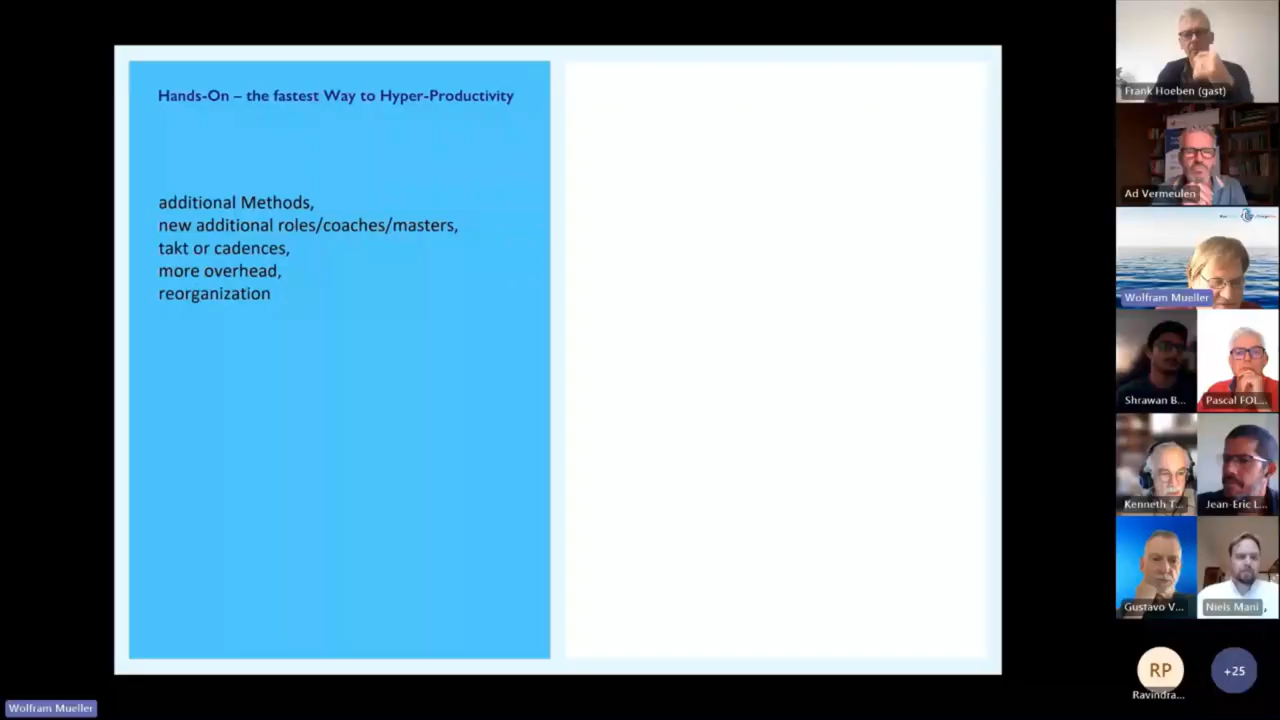 Hands-On – the fastest Way to Hyper-Productivity
additional Methods,
new additional roles/coaches/masters,
takt or cadences,
more overhead,
reorganization
Frank Hoeben (gast)
Ad Vermeulen
Wolfram Mueller
Shrawan B...
Pascal FOL...
Kenneth T...
Jean-Eric L...
Gustavo V...
Niels Mani
RP
Ravindra...
+25
Wolfram Mueller